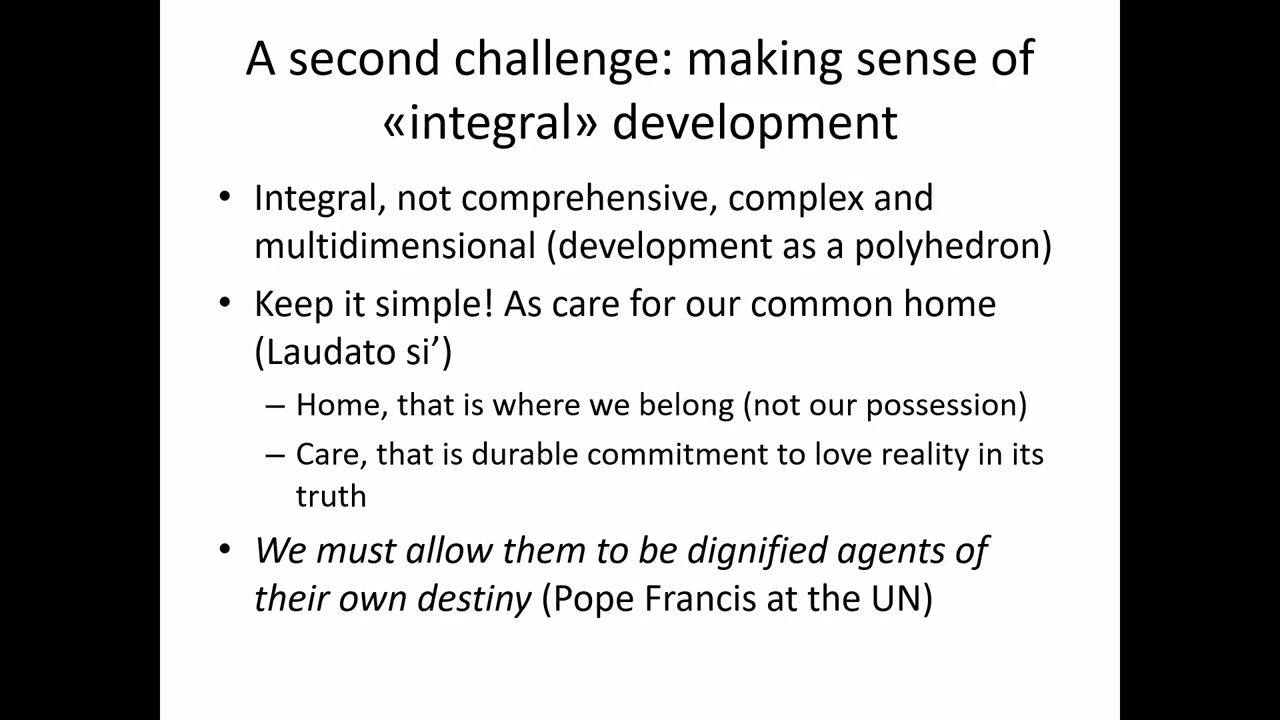 A second challenge: making sense of
«integral» development
• Integral, not comprehensive, complex and
multidimensional (development as a polyhedron)
• Keep it simple! As care for our common home
(Laudato si’)
– Home, that is where we belong (not our possession)
– Care, that is durable commitment to love reality in its
truth
• We must allow them to be dignified agents of
their own destiny (Pope Francis at the UN)